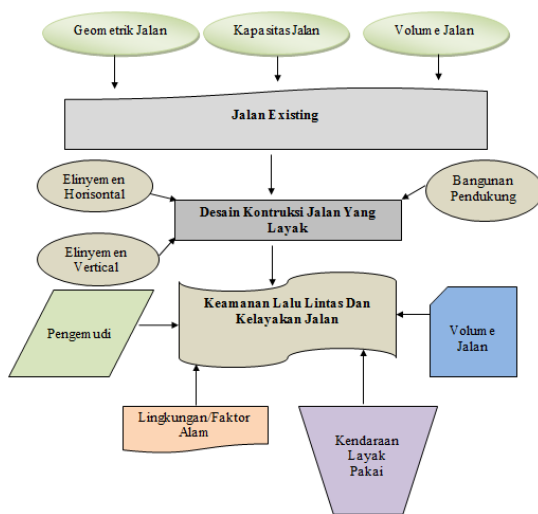 Geometrik Jalan
Kapasitas Jalan
Volume Jalan
Jalan Existing
Elinyemen
Horisontal
Bangunan
Pendukung
Desain Kontruksi Jalan Yang
Layak
Elinyemen
Vertical
Keamanan Lalu Lintas Dan
Kelayakan Jalan
Pengemudi
Volume
Jalan
Lingkungan/Faktor
Alam
Kendaraan
Layak
Pakai